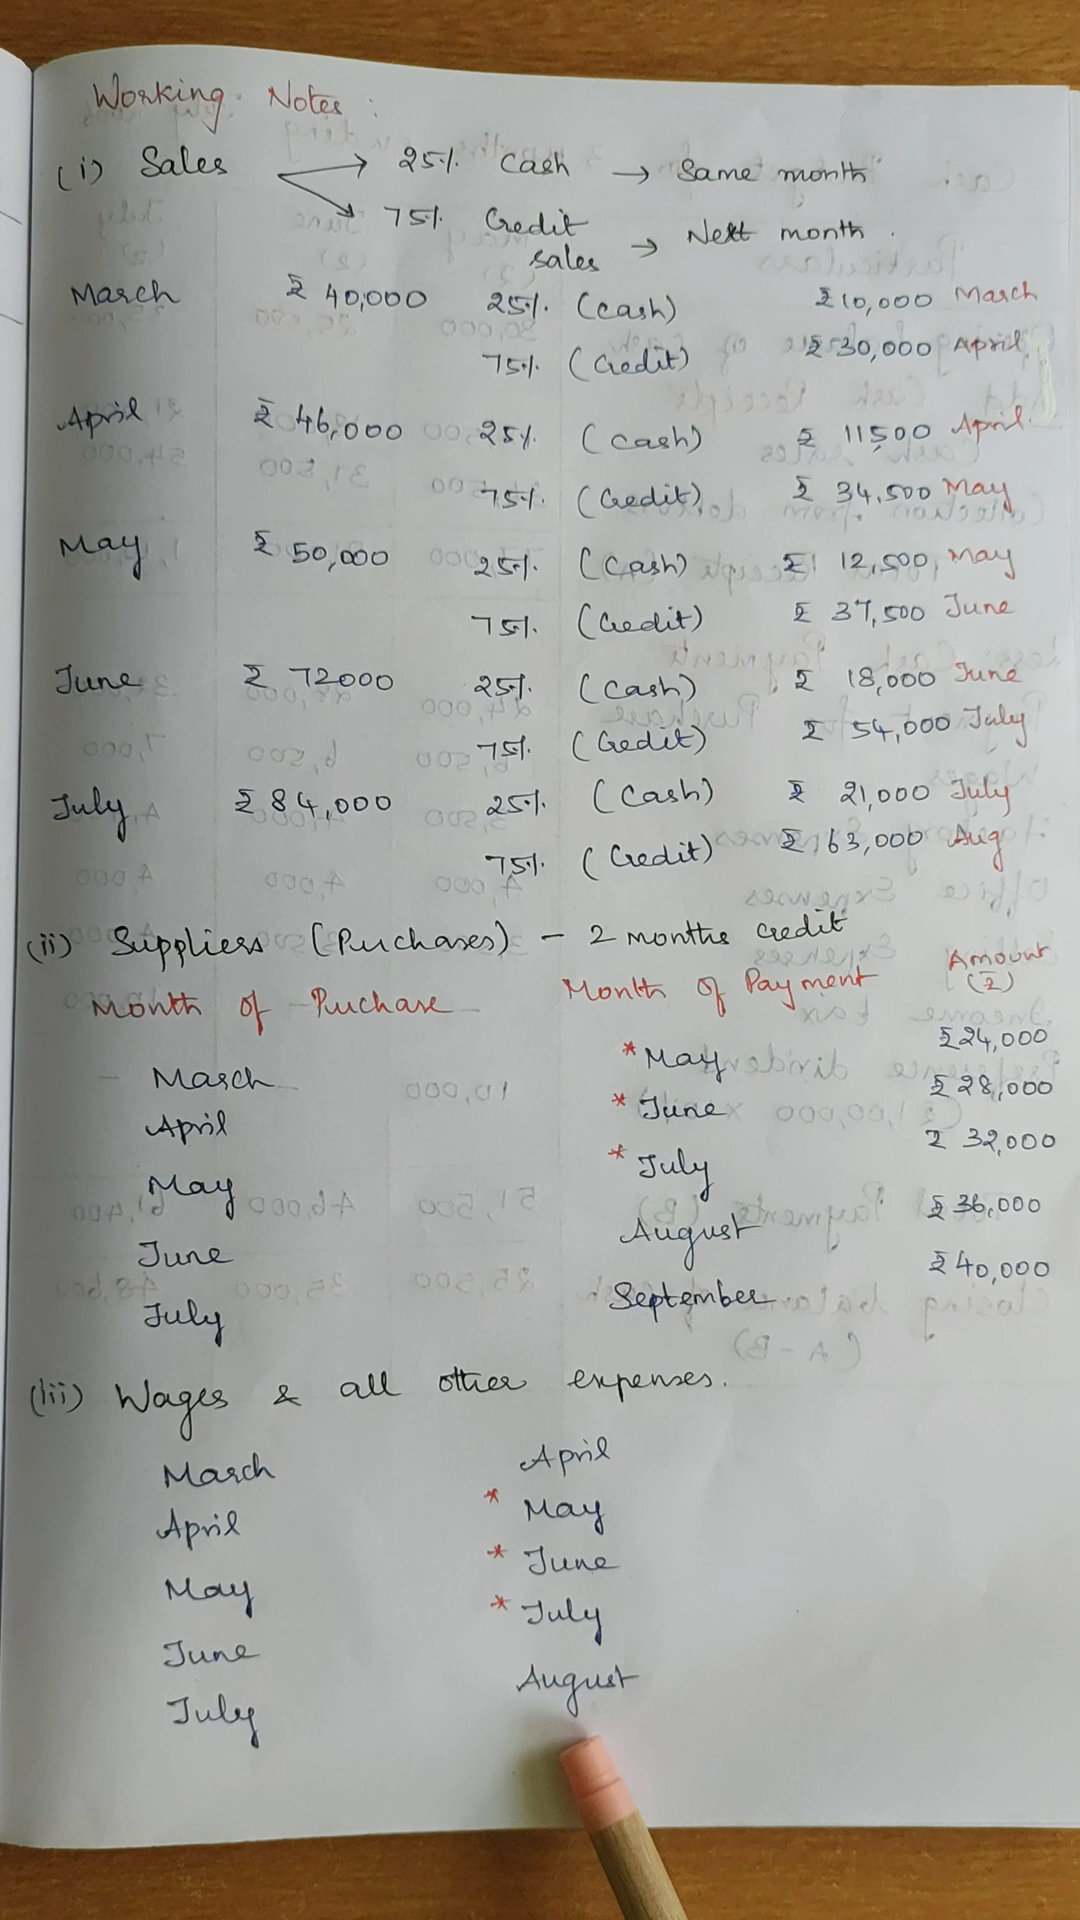 Working Notes :
(i) Sales → 25% Cash → Same month
→ 75% Credit sales → Next month.
March ₹ 40,000 25% (Cash) ₹10,000 March
75% (Credit) ₹30,000 April
April ₹ 46,000 25% (Cash) ₹ 11500 April
75% (Credit) ₹ 34,500 May
May ₹ 50,000 25% (Cash) ₹ 12,500 May
75% (Credit) ₹ 37,500 June
June ₹ 72000 25% (Cash) ₹ 18,000 June
75% (Credit) ₹ 54,000 July
July ₹ 84,000 25% (Cash) ₹ 21,000 July
75% (Credit) ₹ 63,000 Aug
(ii) Suppliers (Purchases) - 2 months credit
Month of Puchase Month of Payment Amount (₹)
March * May ₹24,000
April * June ₹28,000
May * July ₹ 32,000
June August ₹36,000
July September ₹40,000
(iii) Wages & all other expenses.
March April
April * May
May * June
June * July
July August